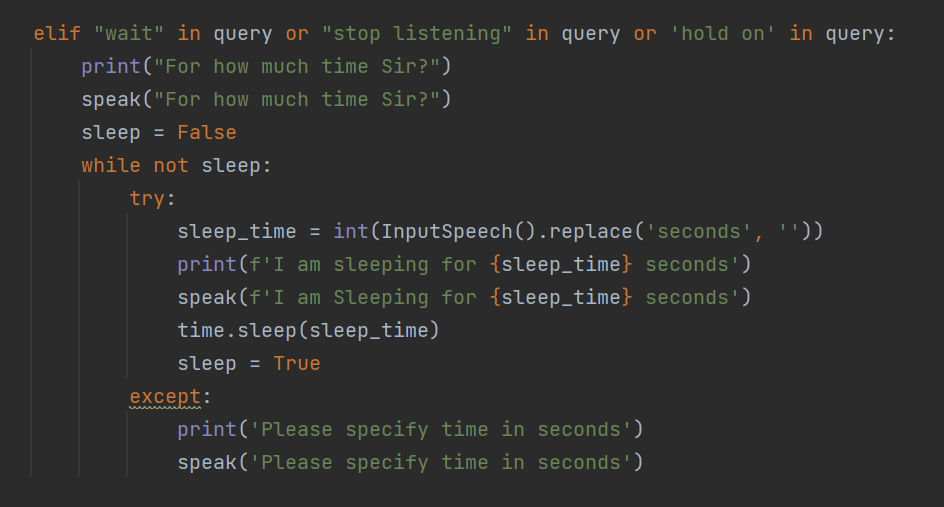 elif "wait" in query or "stop listening" in query or 'hold on' in query:
    print("For how much time Sir?")
    speak("For how much time Sir?")
    sleep = False
    while not sleep:
        try:
            sleep_time = int(InputSpeech().replace('seconds', ''))
            print(f'I am sleeping for {sleep_time} seconds')
            speak(f'I am Sleeping for {sleep_time} seconds')
            time.sleep(sleep_time)
            sleep = True
        except:
            print('Please specify time in seconds')
            speak('Please specify time in seconds')